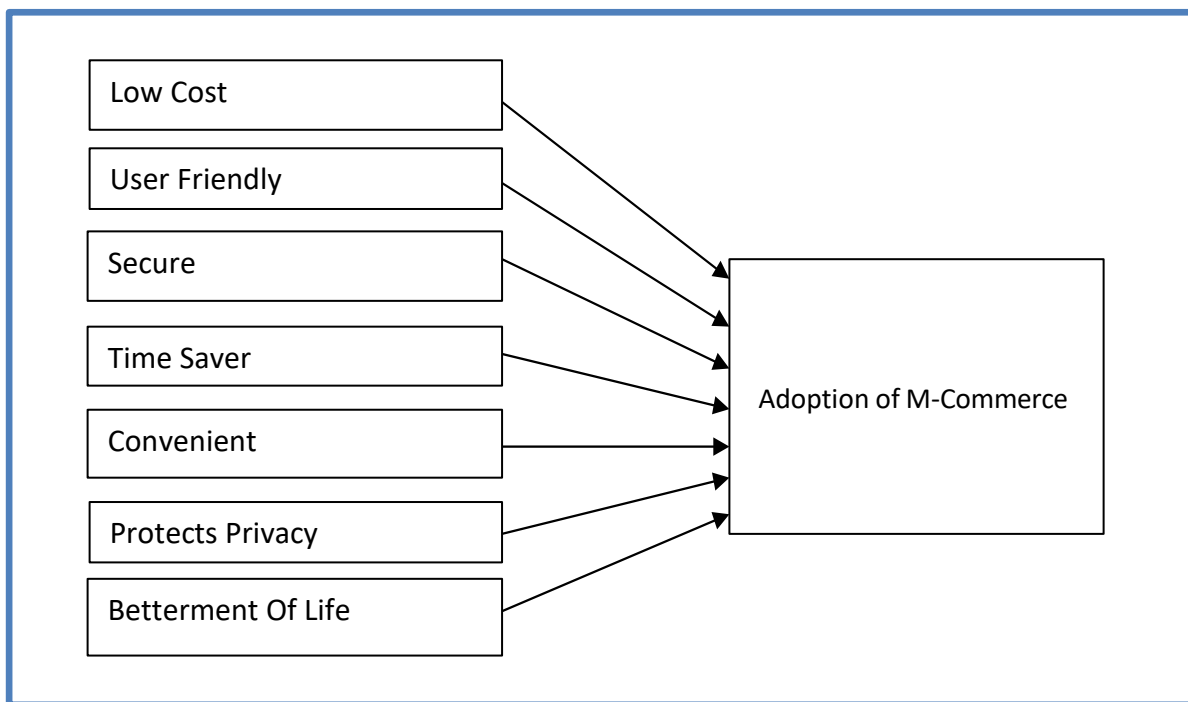 Low Cost
User Friendly
Secure
Time Saver
Convenient
Protects Privacy
Betterment Of Life
Adoption of M-Commerce